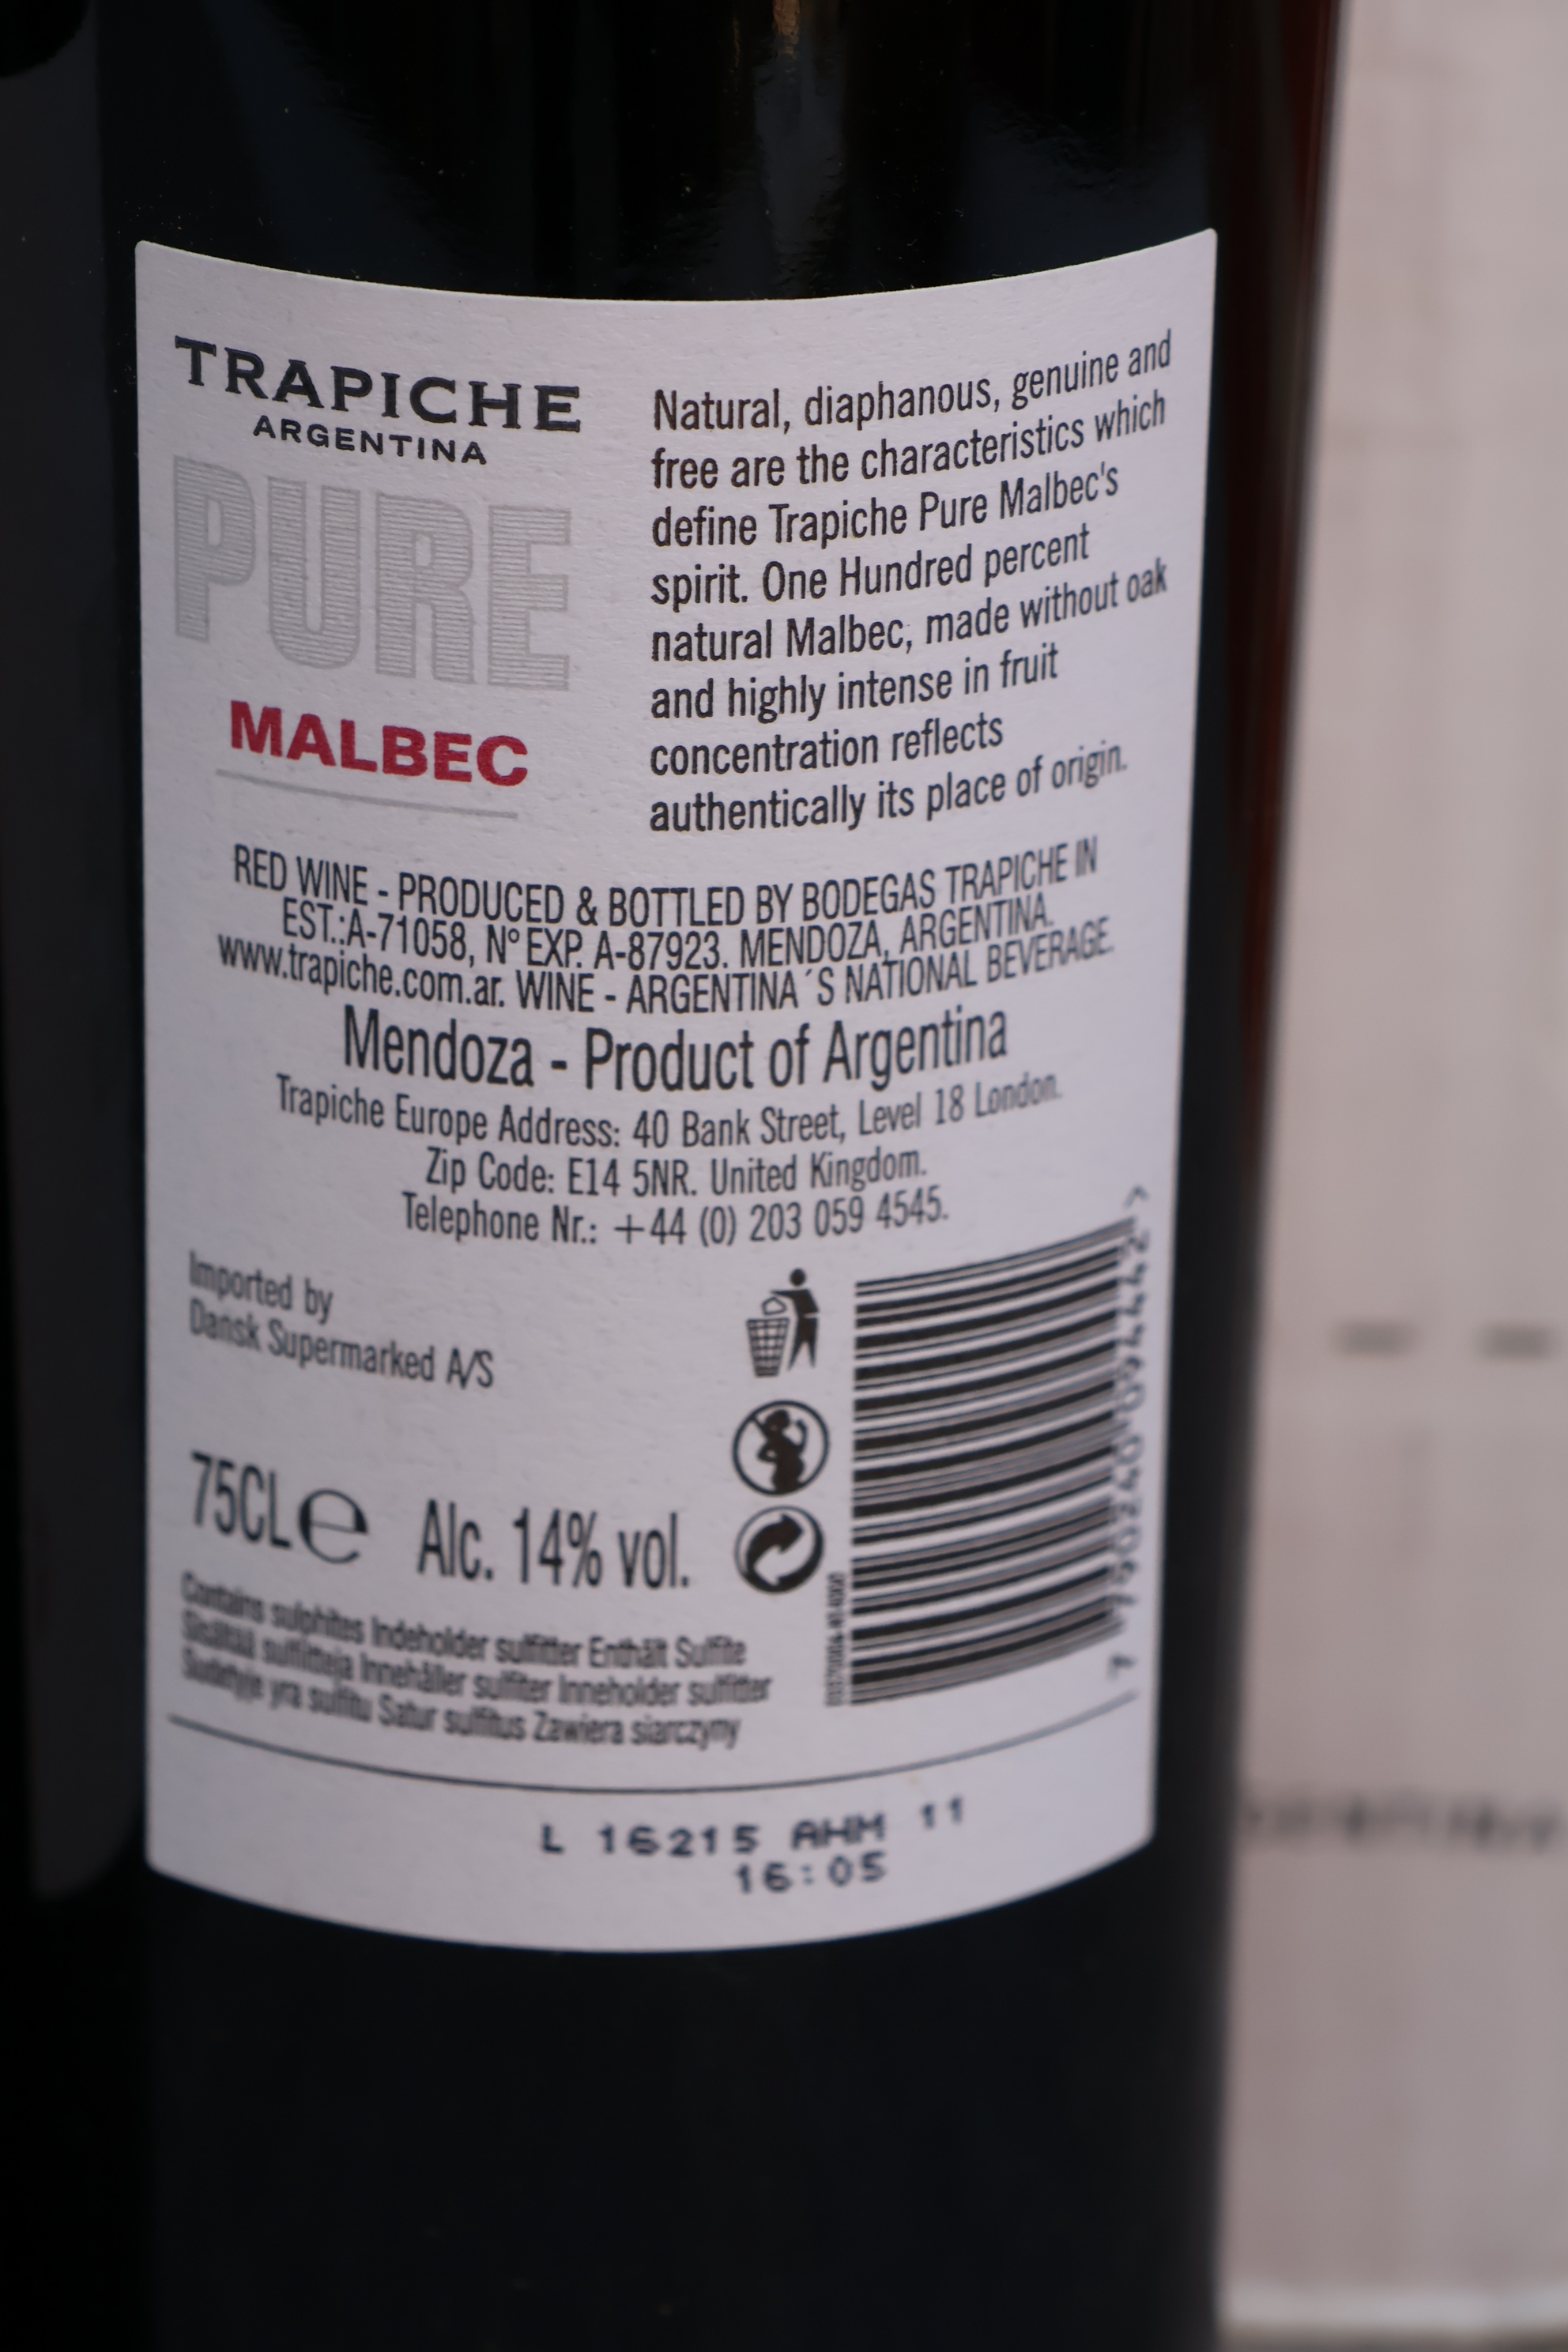 TRAPICHE
ARGENTINA
PURE
MALBEC
Natural, diaphanous, genuine and
free are the characteristics which
define Trapiche Pure Malbec's
spirit. One Hundred percent
natural Malbec, made without oak
and highly intense in fruit
concentration reflects
authentically its place of origin.
RED WINE - PRODUCED & BOTTLED BY BODEGAS TRAPICHE IN
EST.:A-71058, N° EXP. A-87923. MENDOZA, ARGENTINA.
www.trapiche.com.ar. WINE - ARGENTINA´S NATIONAL BEVERAGE.
Mendoza - Product of Argentina
Trapiche Europe Address: 40 Bank Street, Level 18 London.
Zip Code: E14 5NR. United Kingdom.
Telephone Nr.: +44 (0) 203 059 4545.
Imported by
Dansk Supermarked A/S
75CL e Alc. 14% vol.
Contains sulphites Indeholder sulfitter Enthält Sulfite
Sisältää sulfiitteja Innehåller sulfiter Inneholder sulfitter
Sudėtyje yra sulfitu Satur sulfītus Zawiera siarczyny
7 790240 094442 >
L 16215 AHM 11
16:05